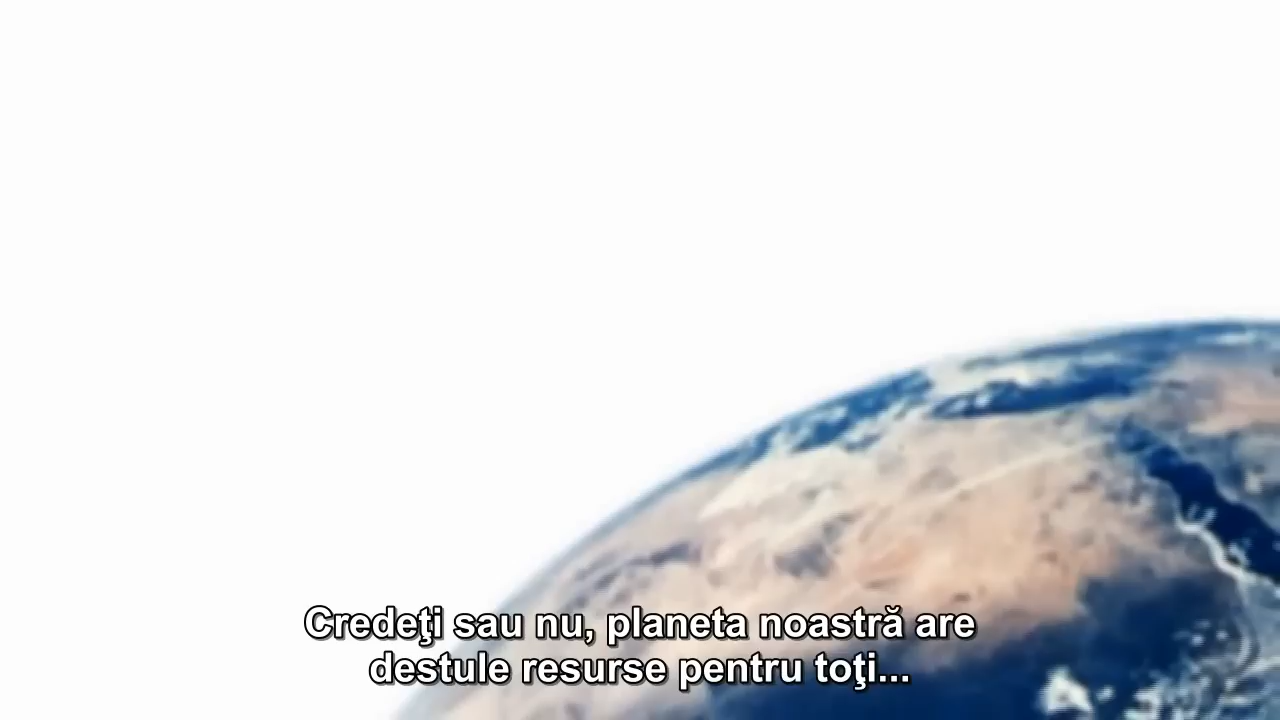 Credeţi sau nu, planeta noastră are
destule resurse pentru toţi...